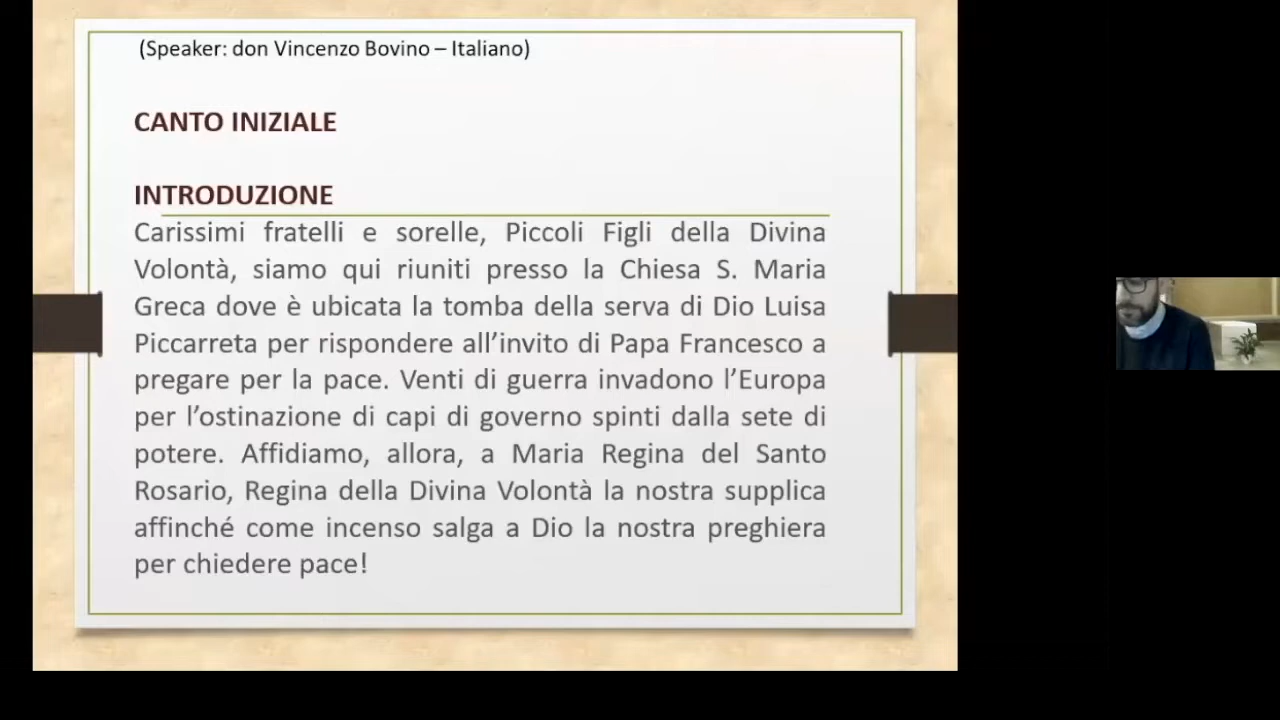 (Speaker: don Vincenzo Bovino – Italiano)
CANTO INIZIALE
INTRODUZIONE
Carissimi fratelli e sorelle, Piccoli Figli della Divina
Volontà, siamo qui riuniti presso la Chiesa S. Maria
Greca dove è ubicata la tomba della serva di Dio Luisa
Piccarreta per rispondere all’invito di Papa Francesco a
pregare per la pace. Venti di guerra invadono l’Europa
per l’ostinazione di capi di governo spinti dalla sete di
potere. Affidiamo, allora, a Maria Regina del Santo
Rosario, Regina della Divina Volontà la nostra supplica
affinché come incenso salga a Dio la nostra preghiera
per chiedere pace!